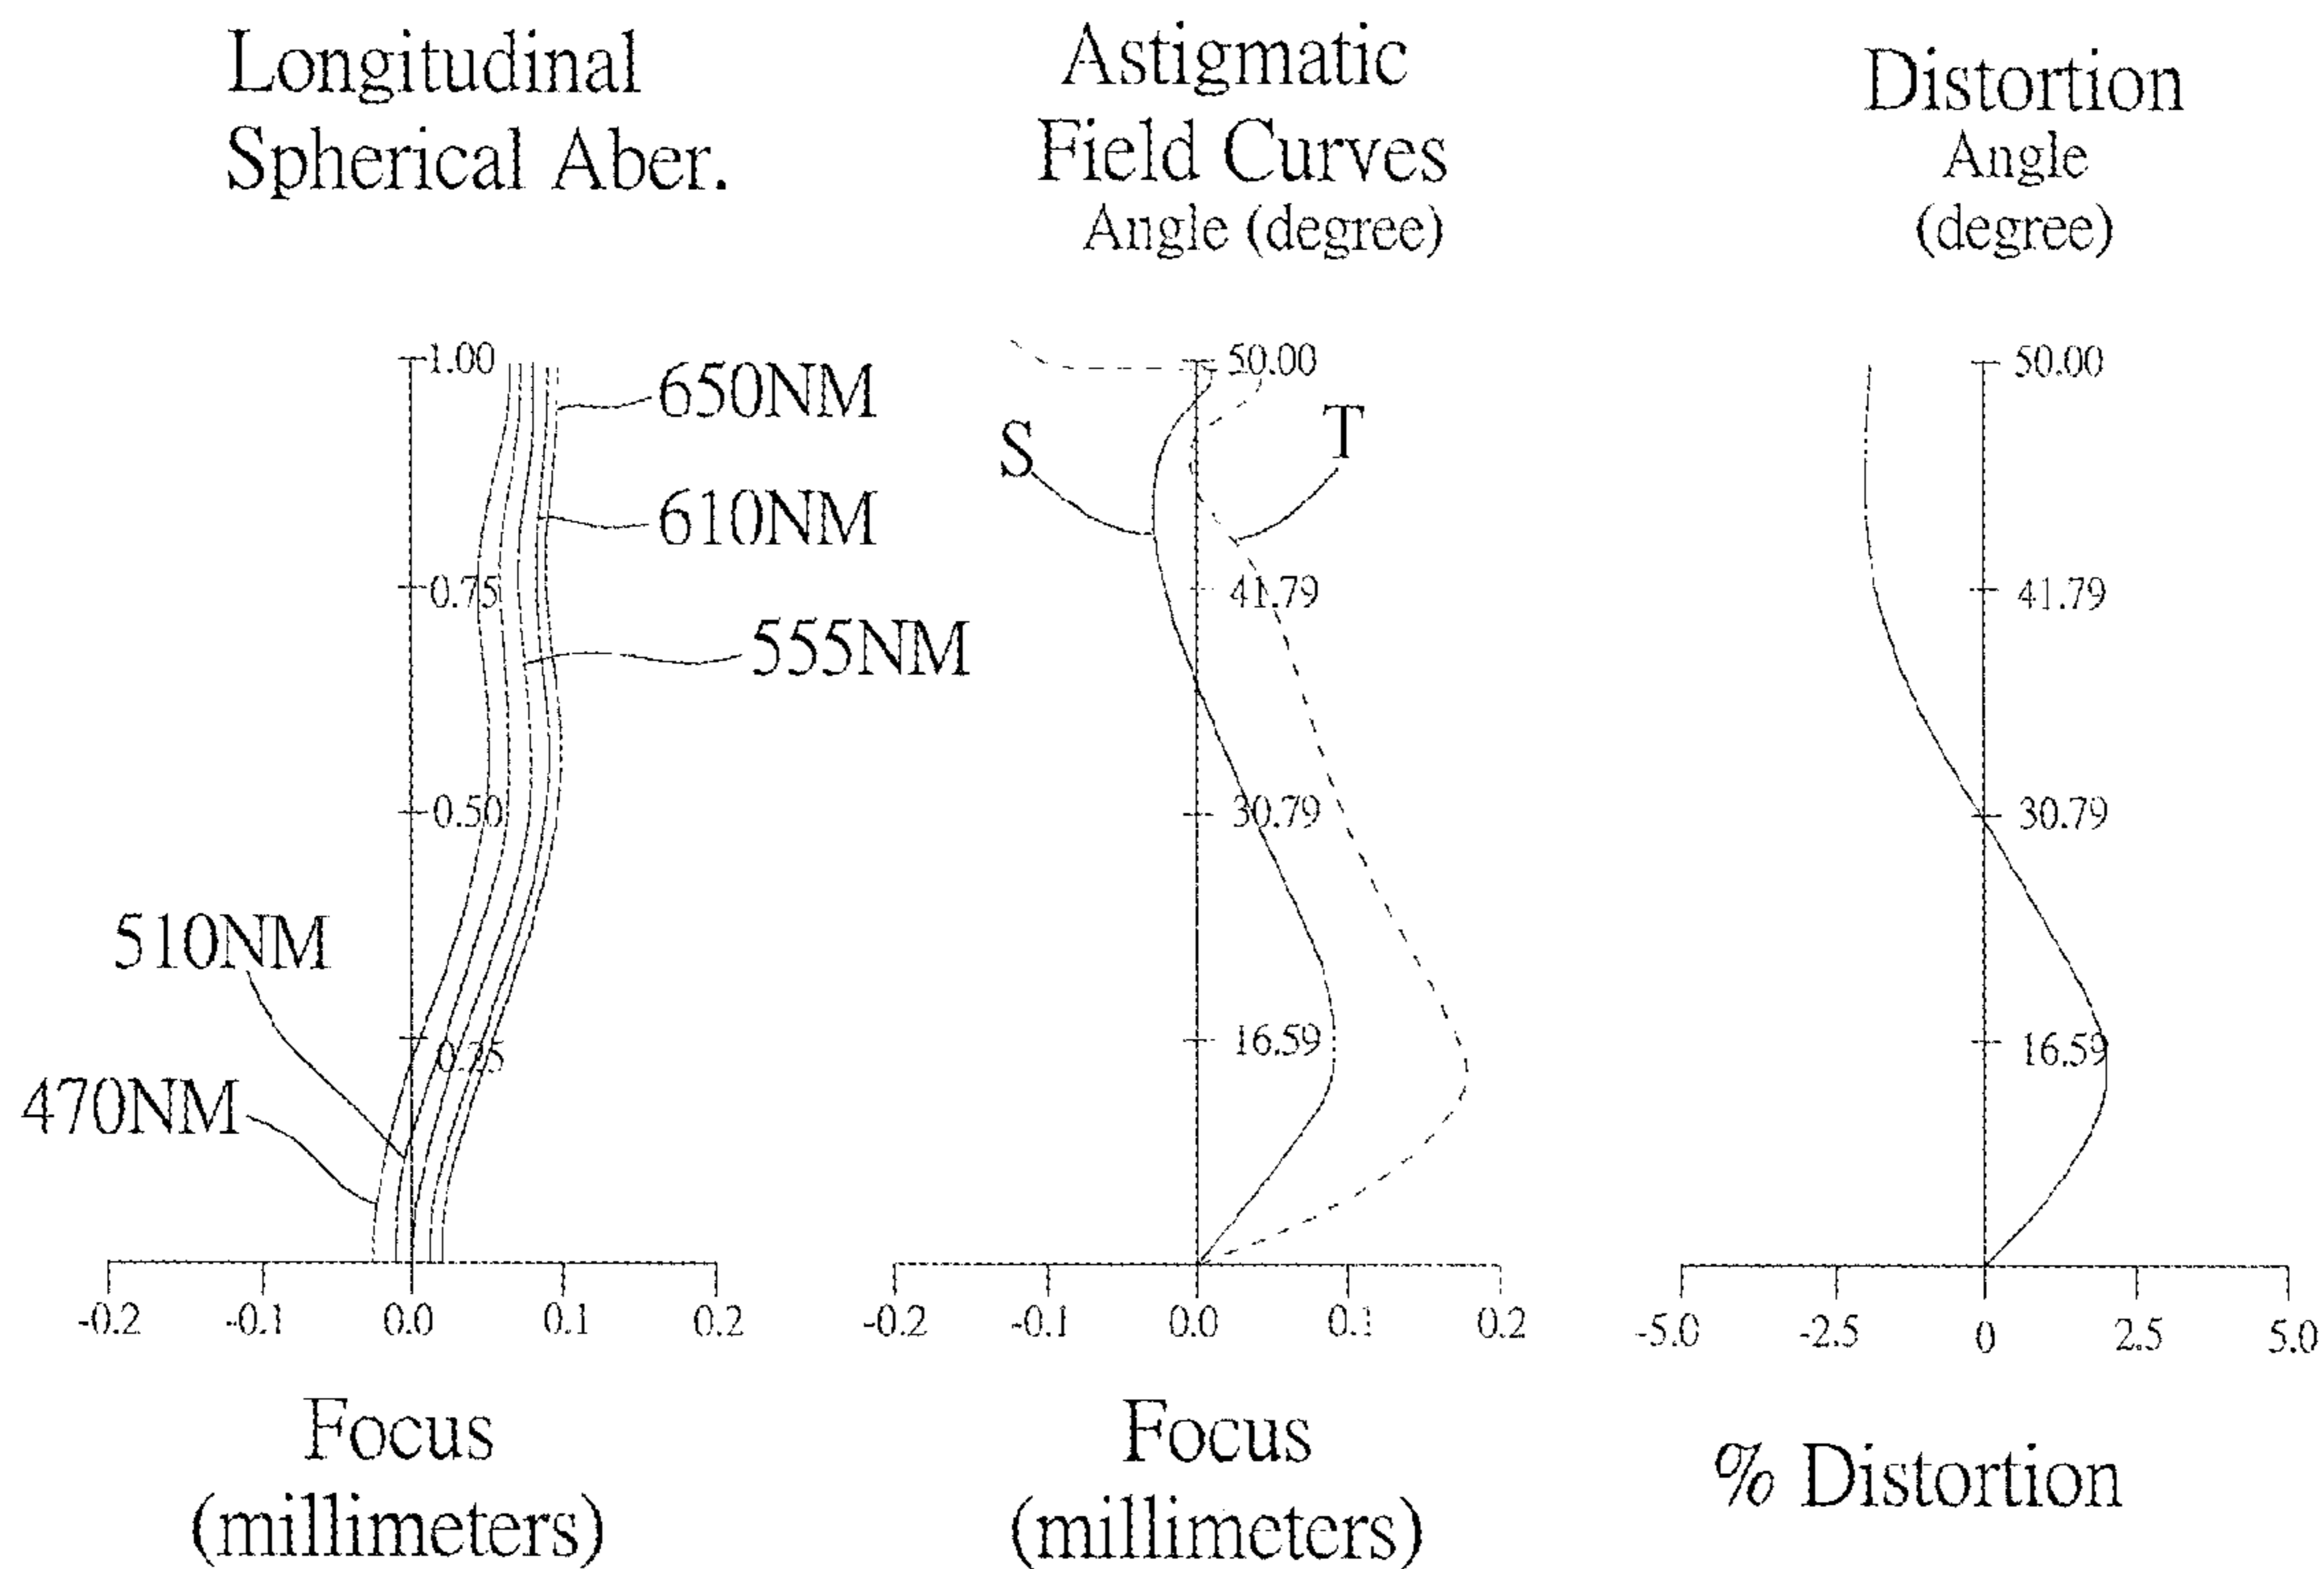 Longitudinal
Spherical Aber.
1.00
650NM
610NM
0.75
555NM
0.50
510NM
0.25
470NM
-0.2
-0.1
0.0
0.1
0.2
Focus
(millimeters)
Astigmatic
Field Curves
Angle (degree)
50.00
S
T
41.79
30.79
16.59
-0.2
-0.1
0.0
0.1
0.2
Focus
(millimeters)
Distortion
Angle
(degree)
50.00
41.79
30.79
16.59
-5.0
-2.5
0
2.5
5.0
% Distortion